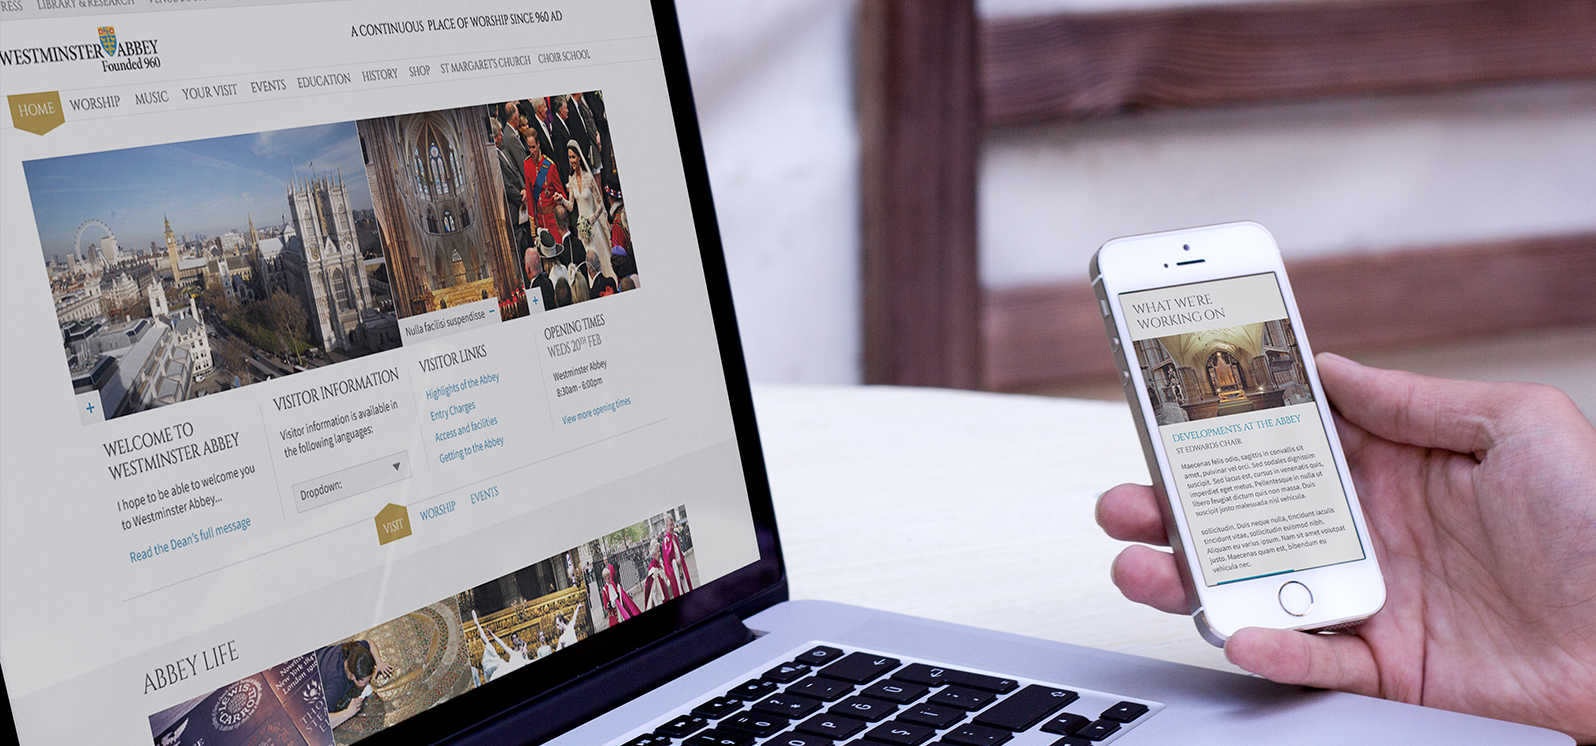 LIBRARY & RESEARCH
WESTMINSTER ABBEY
Founded 960
A CONTINUOUS PLACE OF WORSHIP SINCE 960 AD
HOME WORSHIP MUSIC YOUR VISIT EVENTS EDUCATION HISTORY SHOP ST MARGARET'S CHURCH CHOIR SCHOOL
Nulla facilisi suspendisse
WELCOME TO
WESTMINSTER ABBEY
I hope to be able to welcome you
to Westminster Abbey...
Read the Dean's full message
VISITOR INFORMATION
Visitor information is available in
the following languages:
Dropdown:
VISITOR LINKS
Highlights of the Abbey
Entry Charges
Access and facilities
Getting to the Abbey
OPENING TIMES
WEDS 20TH FEB
Westminster Abbey
8:30am - 6:00pm
View more opening times
VISIT WORSHIP EVENTS
ABBEY LIFE
LEWIS
CARROLL
WHAT WE'RE
WORKING ON
DEVELOPMENTS AT THE ABBEY
ST EDWARDS CHAIR
Maecenas felis odio, sagittis in convallis sit
amet, pulvinar vel orci. Sed sodales dignissim
suscipit. Sed lacus est, cursus in venenatis quis,
imperdiet eget metus. Pellentesque in nulla sit
libero feugiat dictum quis non massa. Duis
suscipit justo malesuada nisl vehicula.
sollicitudin. Duis neque nulla, tincidunt iaculis
tincidunt vitae, sollicitudin euismod nibh.
Aliquam eu varius ipsum. Nam sit amet volutpat
justo. Maecenas quam est, bibendum eu
vehicula nec.